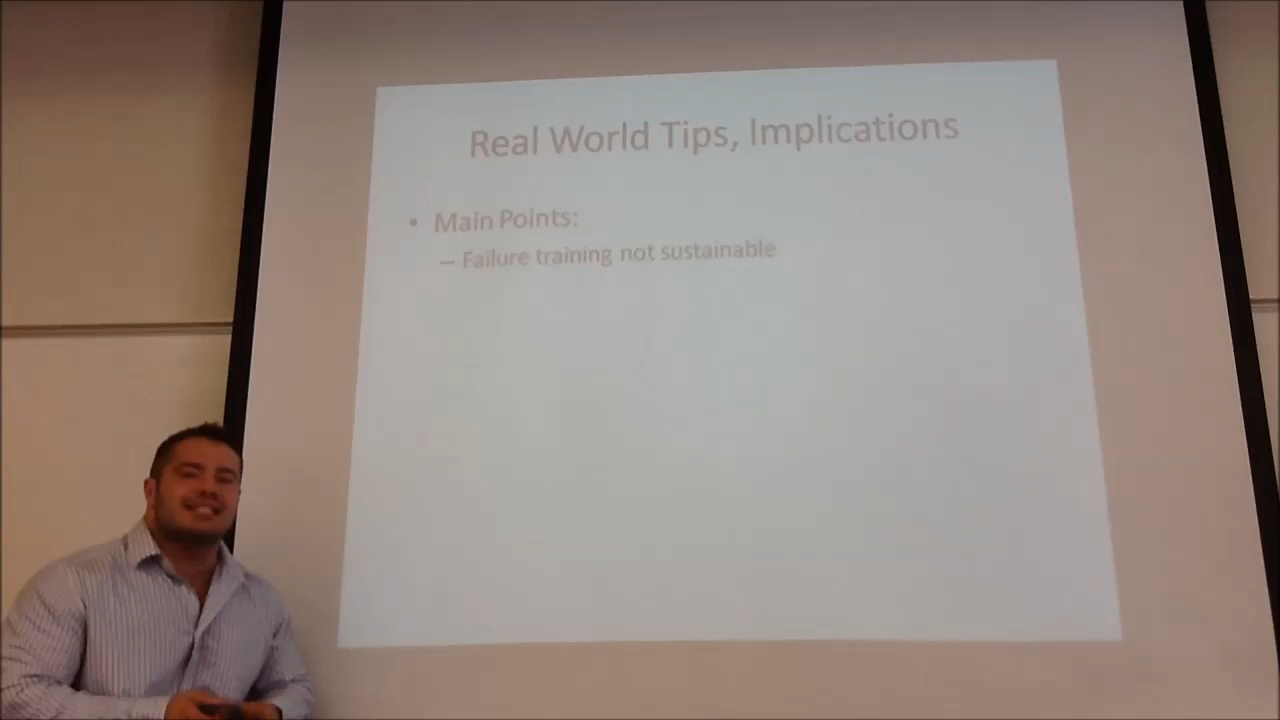 Real World Tips, Implications
• Main Points:
– Failure training not sustainable